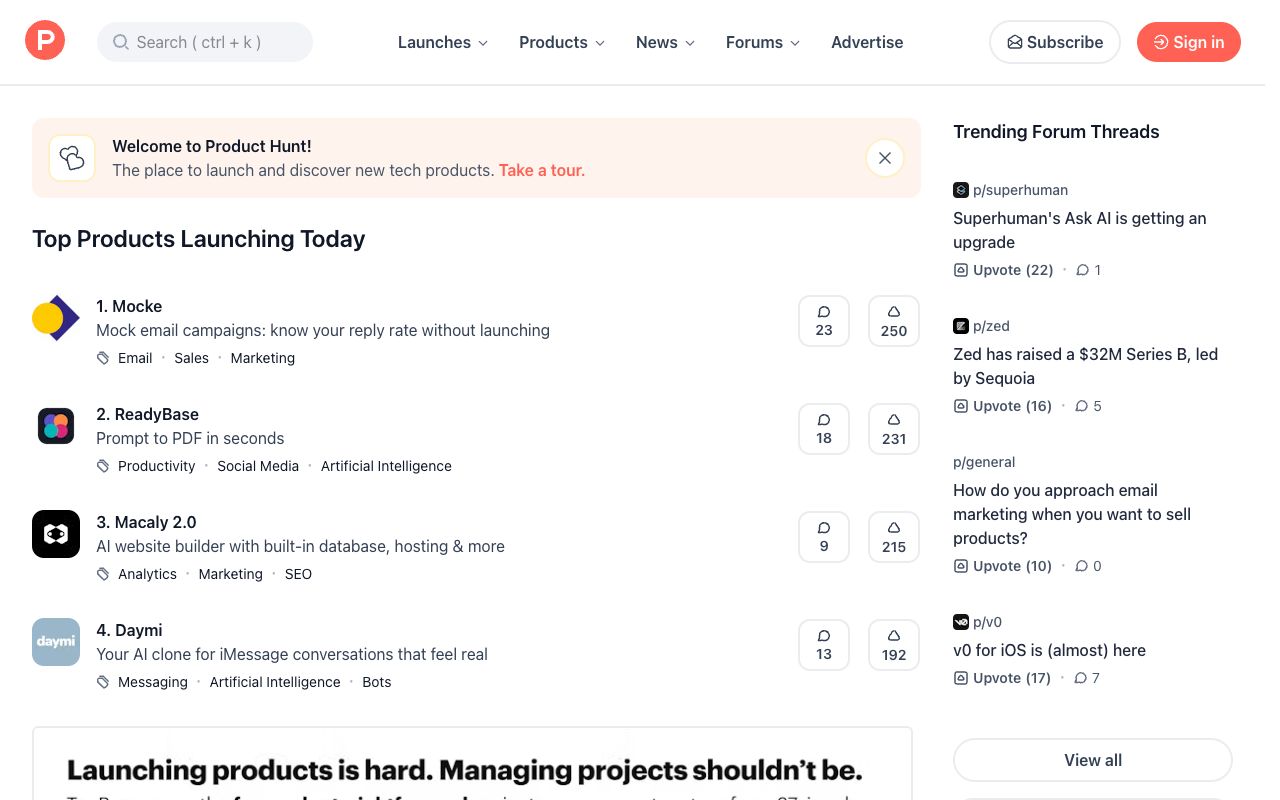 P
Search ( ctrl + k )
Launches
Products
News
Forums
Advertise
Subscribe
Sign in
Welcome to Product Hunt!
The place to launch and discover new tech products. Take a tour.
Top Products Launching Today
1. Mocke
Mock email campaigns: know your reply rate without launching
Email · Sales · Marketing
23
250
2. ReadyBase
Prompt to PDF in seconds
Productivity · Social Media · Artificial Intelligence
18
231
3. Macaly 2.0
AI website builder with built-in database, hosting & more
Analytics · Marketing · SEO
9
215
daymi
4. Daymi
Your AI clone for iMessage conversations that feel real
Messaging · Artificial Intelligence · Bots
13
192
Launching products is hard. Managing projects shouldn't be.
Trending Forum Threads
p/superhuman
Superhuman's Ask AI is getting an
upgrade
Upvote (22) · 1
p/zed
Zed has raised a $32M Series B, led
by Sequoia
Upvote (16) · 5
p/general
How do you approach email
marketing when you want to sell
products?
Upvote (10) · 0
p/v0
v0 for iOS is (almost) here
Upvote (17) · 7
View all